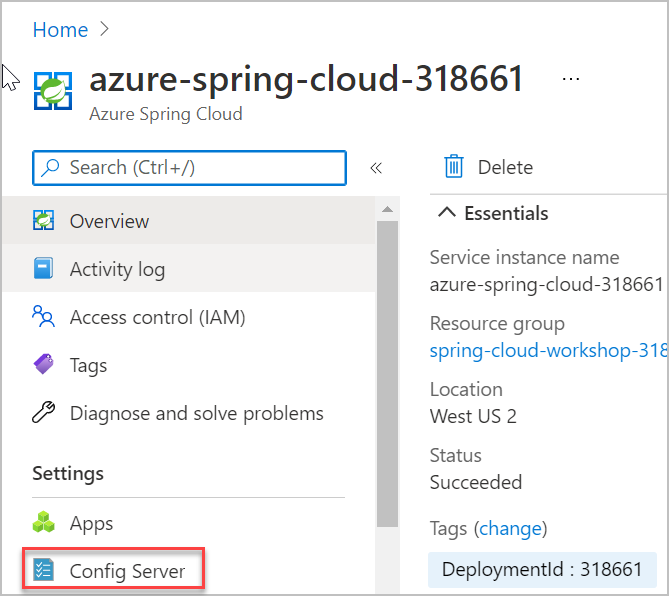 Home
azure-spring-cloud-318661 ...
Azure Spring Cloud
Search (Ctrl+/)
Overview
Activity log
Access control (IAM)
Tags
Diagnose and solve problems
Settings
Apps
Config Server
Delete
Essentials
Service instance name
azure-spring-cloud-318661
Resource group
spring-cloud-workshop-318
Location
West US 2
Status
Succeeded
Tags (change)
DeploymentId : 318661